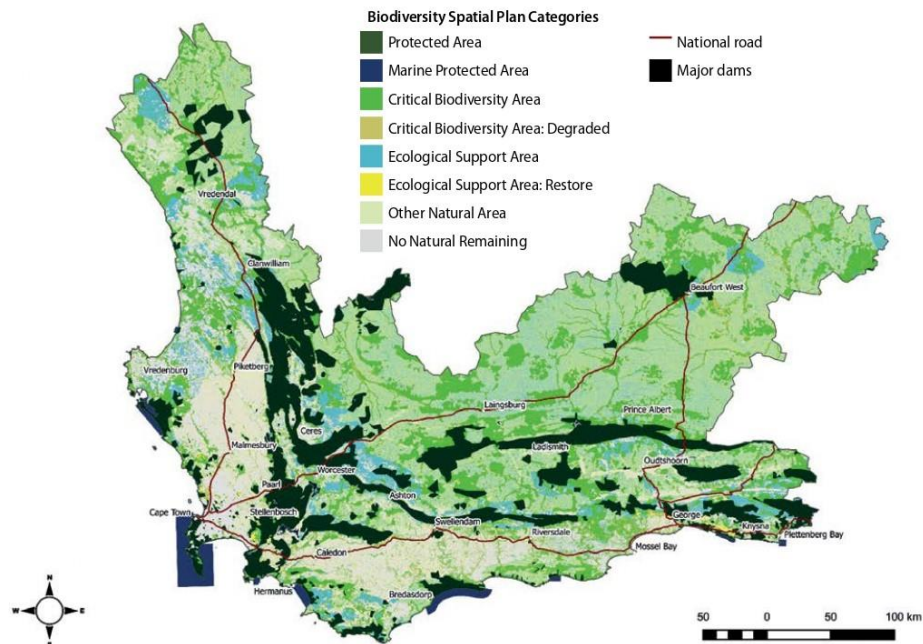 Biodiversity Spatial Plan Categories
Protected Area
Marine Protected Area
Critical Biodiversity Area
Critical Biodiversity Area: Degraded
Ecological Support Area
Ecological Support Area: Restore
Other Natural Area
No Natural Remaining
National road
Major dams
Vredendal
Clanwilliam
Beaufort West
Vredenburg
Piketberg
Laingsburg
Prince Albert
Malmesbury
Ceres
Ladismith
Oudtshoorn
Worcester
Paarl
Ashton
Cape Town
Stellenbosch
Swellendam
Riversdale
George
Knysna
Plettenberg Bay
Caledon
Mossel Bay
Hermanus
Bredasdorp
N
W E
S
50 0 50 100 km